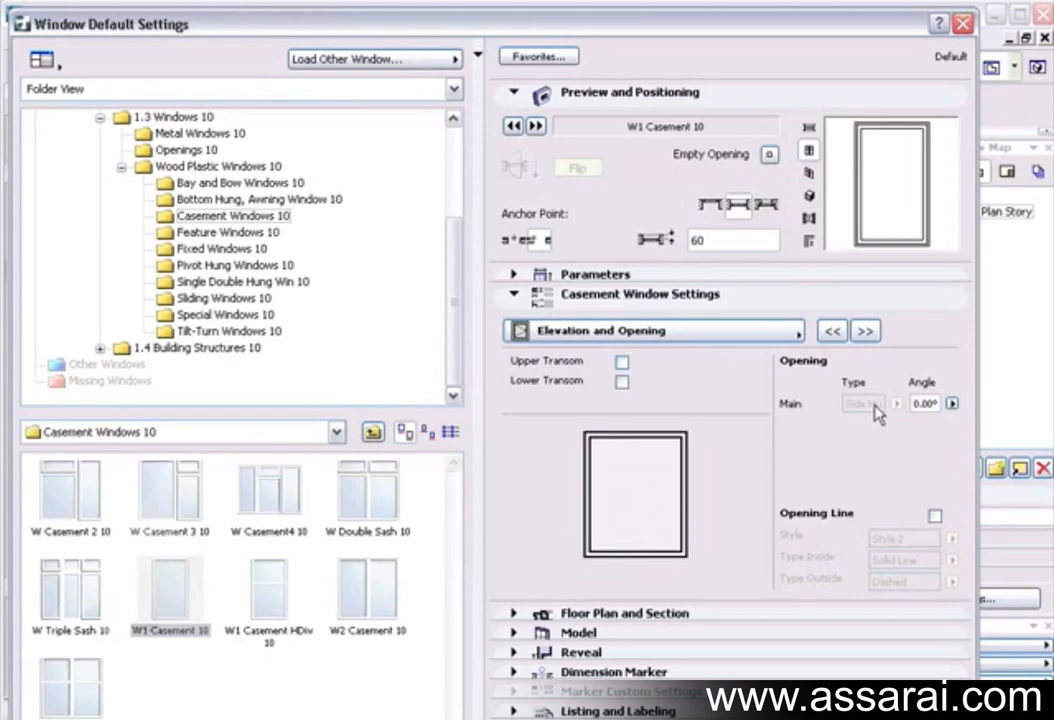 Window Default Settings
Load Other Window...
Folder View
1.3 Windows 10
Metal Windows 10
Openings 10
Wood Plastic Windows 10
Bay and Bow Windows 10
Bottom Hung, Awning Window 10
Casement Windows 10
Feature Windows 10
Fixed Windows 10
Pivot Hung Windows 10
Single Double Hung Win 10
Sliding Windows 10
Special Windows 10
Tilt-Turn Windows 10
1.4 Building Structures 10
Other Windows
Missing Windows
Casement Windows 10
W Casement 2 10
W Casement 3 10
W Casement4 10
W Double Sash 10
W Triple Sash 10
W1 Casement 10
W1 Casement HDiv 10
W2 Casement 10
Favorites...
Default
Preview and Positioning
W1 Casement 10
Empty Opening
Flip
Anchor Point:
60
Parameters
Casement Window Settings
Elevation and Opening
<< >>
Upper Transom
Lower Transom
Opening
Type Angle
Main Side 0.00°
Opening Line
Style Style 2
Type Inside Solid Line
Type Outside Dashed
Floor Plan and Section
Model
Reveal
Dimension Marker
Marker Custom Settings
Listing and Labeling
Map
Plan Story
www.assarai.com